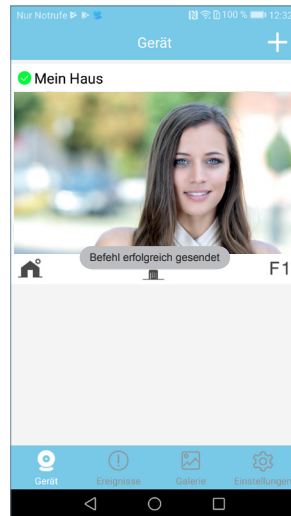 Nur Notrufe 100 % 12:32
Gerät
Mein Haus
Befehl erfolgreich gesendet
F1
Gerät Ereignisse Galerie Einstellungen